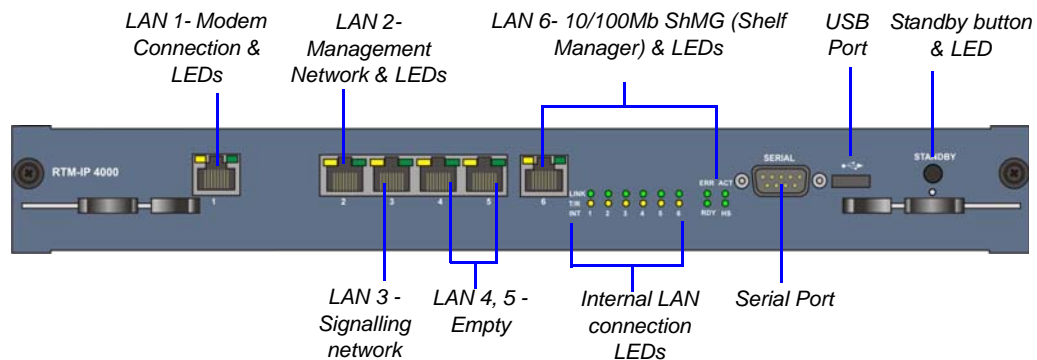 LAN 1- Modem
Connection &
LEDs
LAN 2-
Management
Network & LEDs
LAN 6- 10/100Mb ShMG (Shelf
Manager) & LEDs
USB
Port
Standby button
& LED
RTM-IP 4000
1
2
3
4
5
6
LINK
T/R
INT 1 2 3 4 5 6
ERR ACT
RDY HS
SERIAL
STANDBY
LAN 3 -
Signalling
network
LAN 4, 5 -
Empty
Internal LAN
connection
LEDs
Serial Port